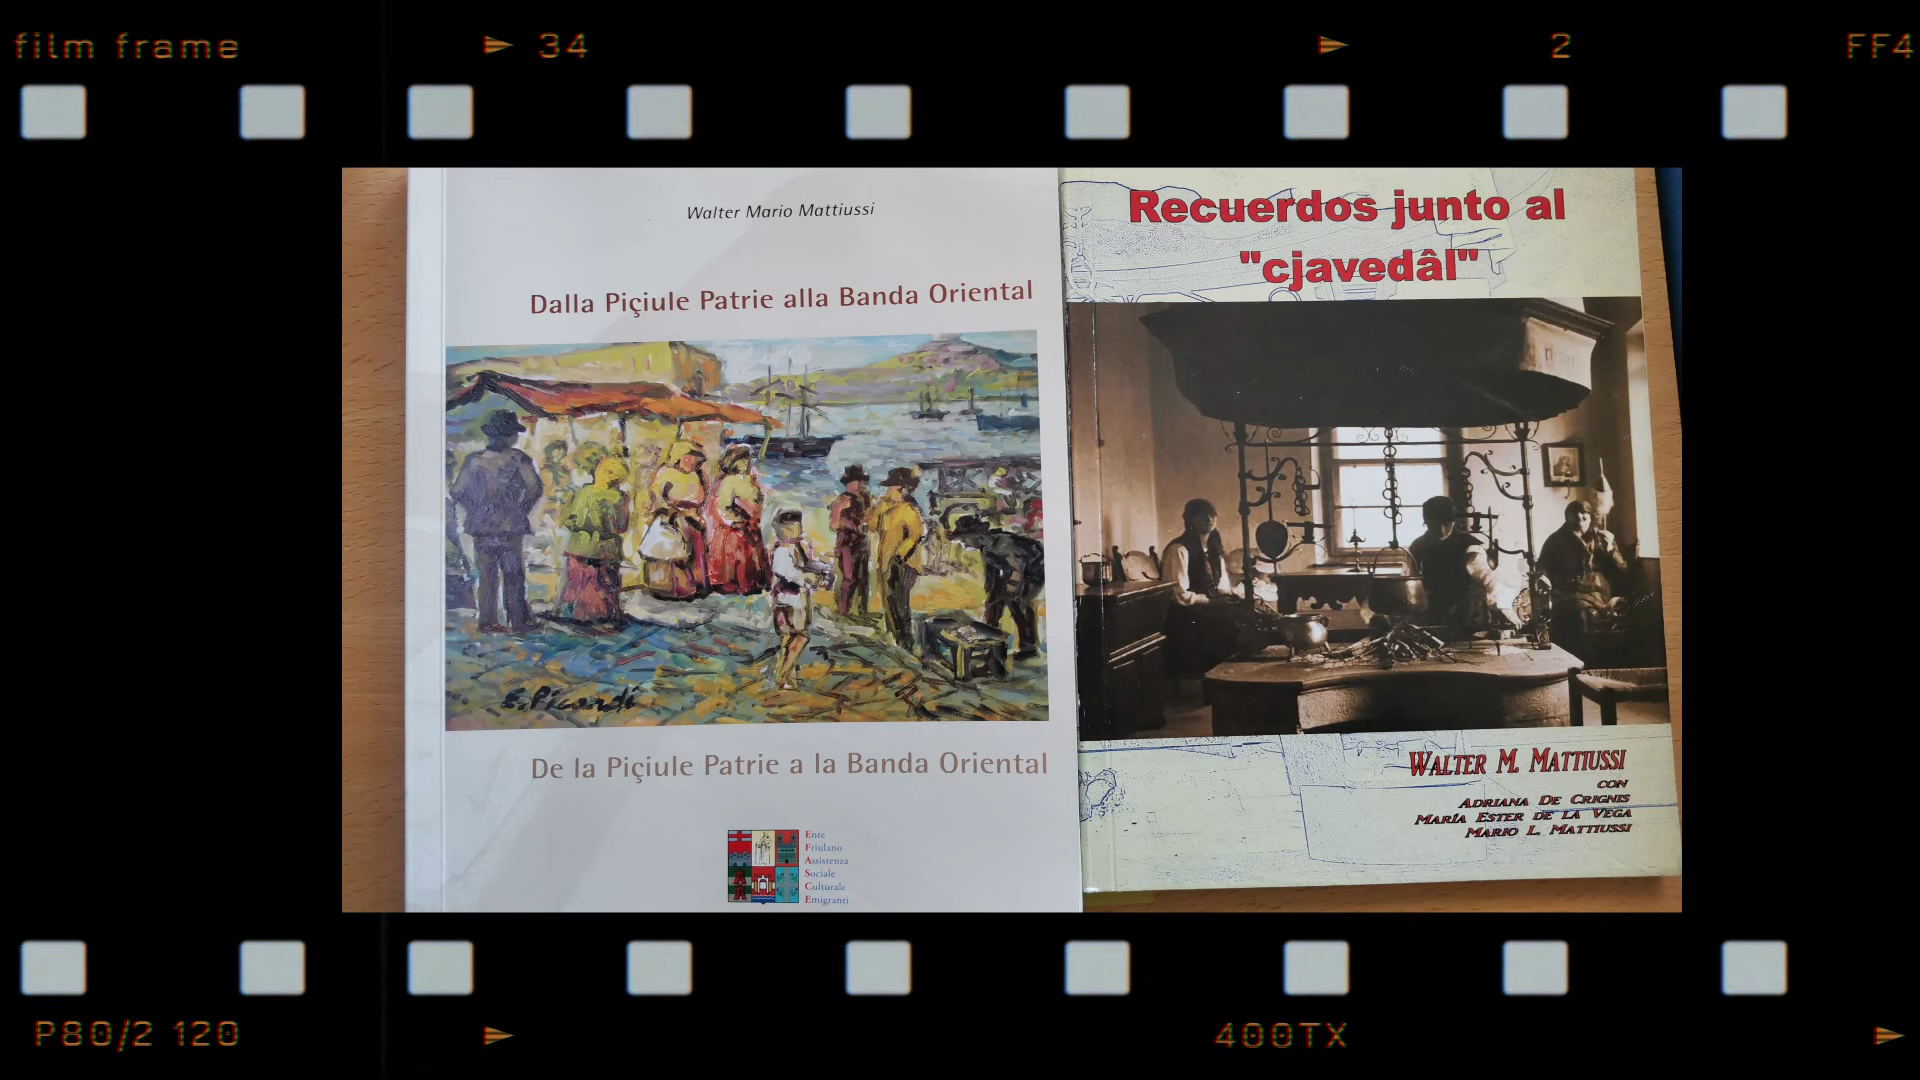 film frame
34
2
FF4
Walter Mario Mattiussi
Dalla Piçiule Patrie alla Banda Oriental
De la Piçiule Patrie a la Banda Oriental
Ente
Friulano
Assistenza
Sociale
Culturale
Emigranti
Recuerdos junto al
"cjavedâl"
WALTER M. MATTIUSSI
CON
ADRIANA DE CRIGNIS
MARÍA ESTER DE LA VEGA
MARIO L. MATTIUSSI
P80/2 120
400TX